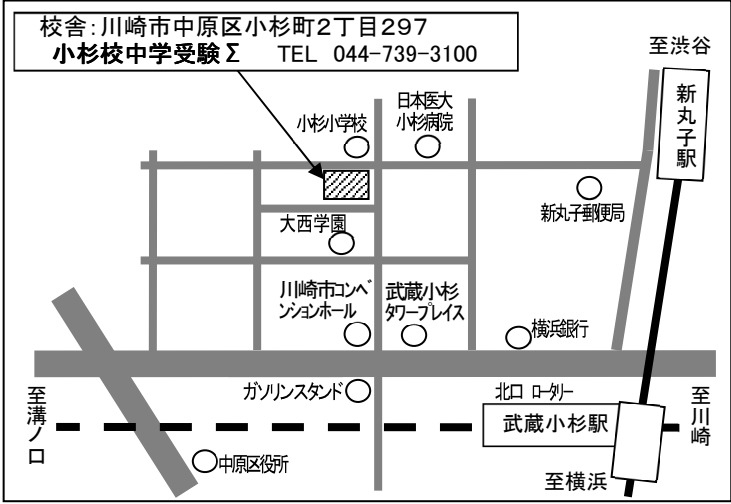 校舎:川崎市中原区小杉町2丁目297
小杉校中学受験Σ TEL 044-739-3100
至渋谷
新丸子駅
日本医大
小杉病院
小杉小学校
新丸子郵便局
大西学園
川崎市コンベ
ンションホール
武蔵小杉
タワープレイス
横浜銀行
ガソリンスタンド
北口 ロータリー
至溝ノ口
武蔵小杉駅
至川崎
中原区役所
至横浜